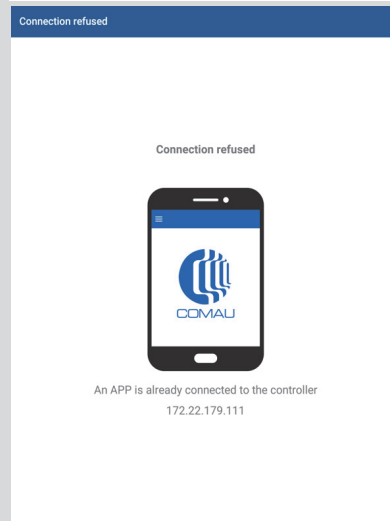 Connection refused
Connection refused
COMAU
An APP is already connected to the controller
172.22.179.111